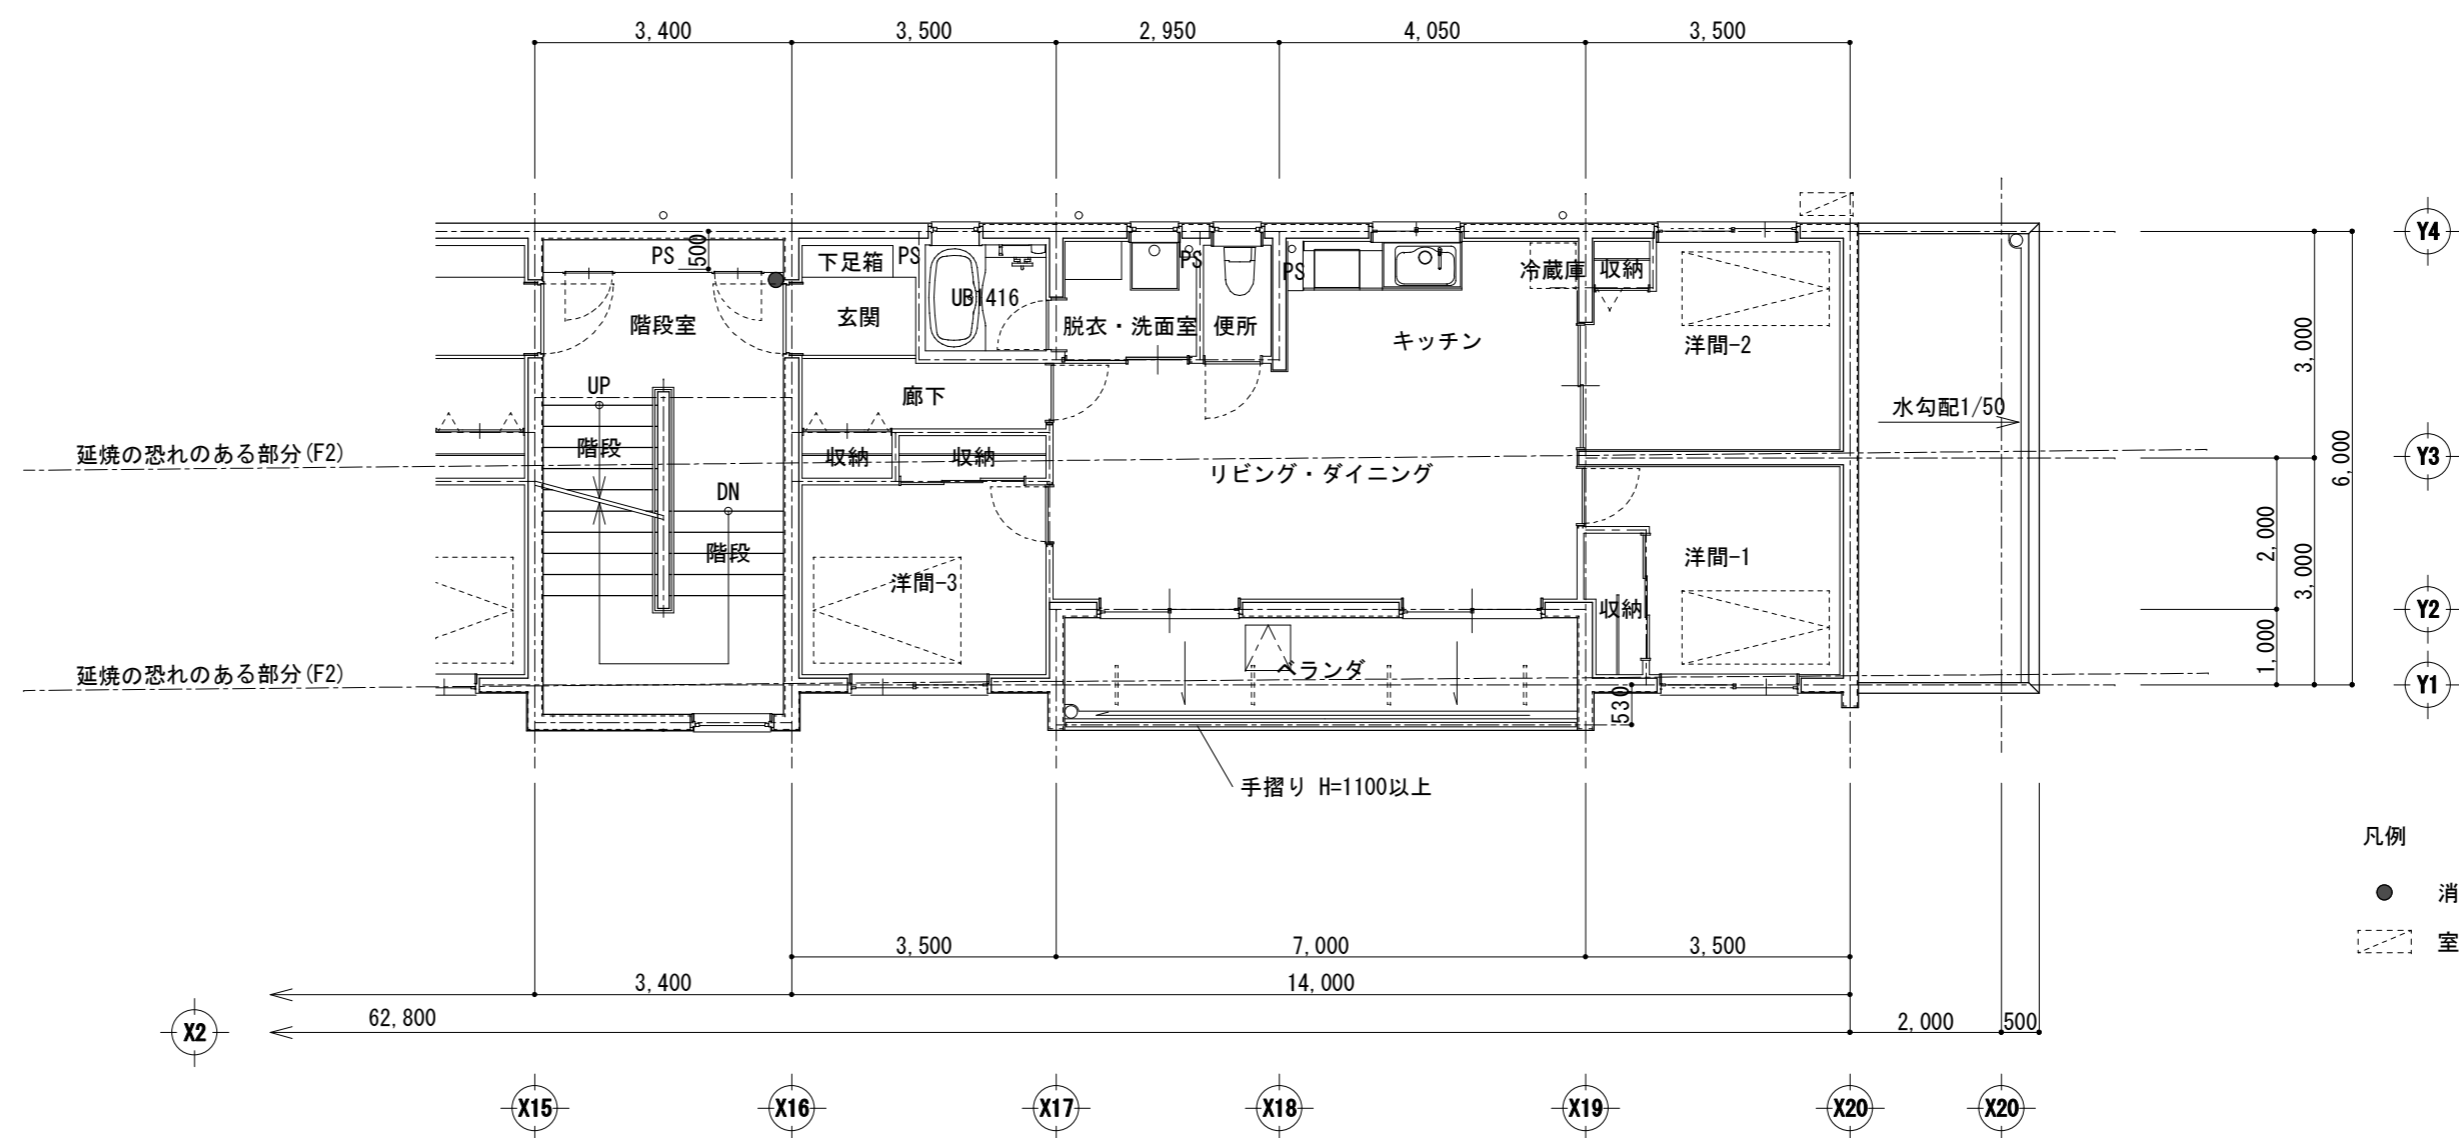 3,400
3,500
2,950
4,050
3,500
Y4
PS
500
下足箱
PS
UB1416
PS
PS
冷蔵庫
収納
玄関
階段室
脱衣・洗面室
便所
キッチン
洋間-2
3,000
6,000
UP
廊下
水勾配1/50
延焼の恐れのある部分(F2)
階段
収納
収納
リビング・ダイニング
Y3
DN
2,000
階段
洋間-3
洋間-1
3,000
収納
Y2
1,000
延焼の恐れのある部分(F2)
ベランダ
530
Y1
手摺り H=1100以上
凡例
消
室
3,500
7,000
3,500
3,400
14,000
X2
62,800
2,000
500
X15
X16
X17
X18
X19
X20
X20